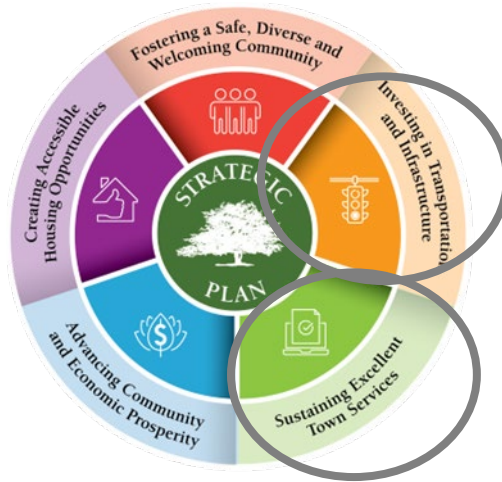 Fostering a Safe, Diverse and
Welcoming Community
Investing in Transportation
and Infrastructure
Sustaining Excellent
Town Services
Advancing Community
and Economic Prosperity
Creating Accessible
Housing Opportunities
STRATEGIC
PLAN
$